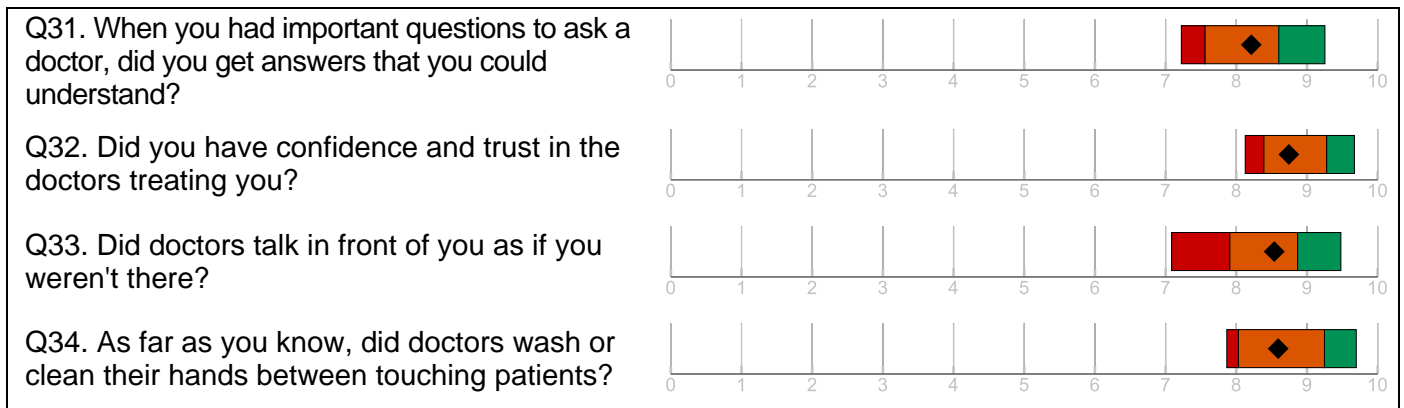 Q31. When you had important questions to ask a
doctor, did you get answers that you could
understand?
0 1 2 3 4 5 6 7 8 9 10
Q32. Did you have confidence and trust in the
doctors treating you?
0 1 2 3 4 5 6 7 8 9 10
Q33. Did doctors talk in front of you as if you
weren't there?
0 1 2 3 4 5 6 7 8 9 10
Q34. As far as you know, did doctors wash or
clean their hands between touching patients?
0 1 2 3 4 5 6 7 8 9 10